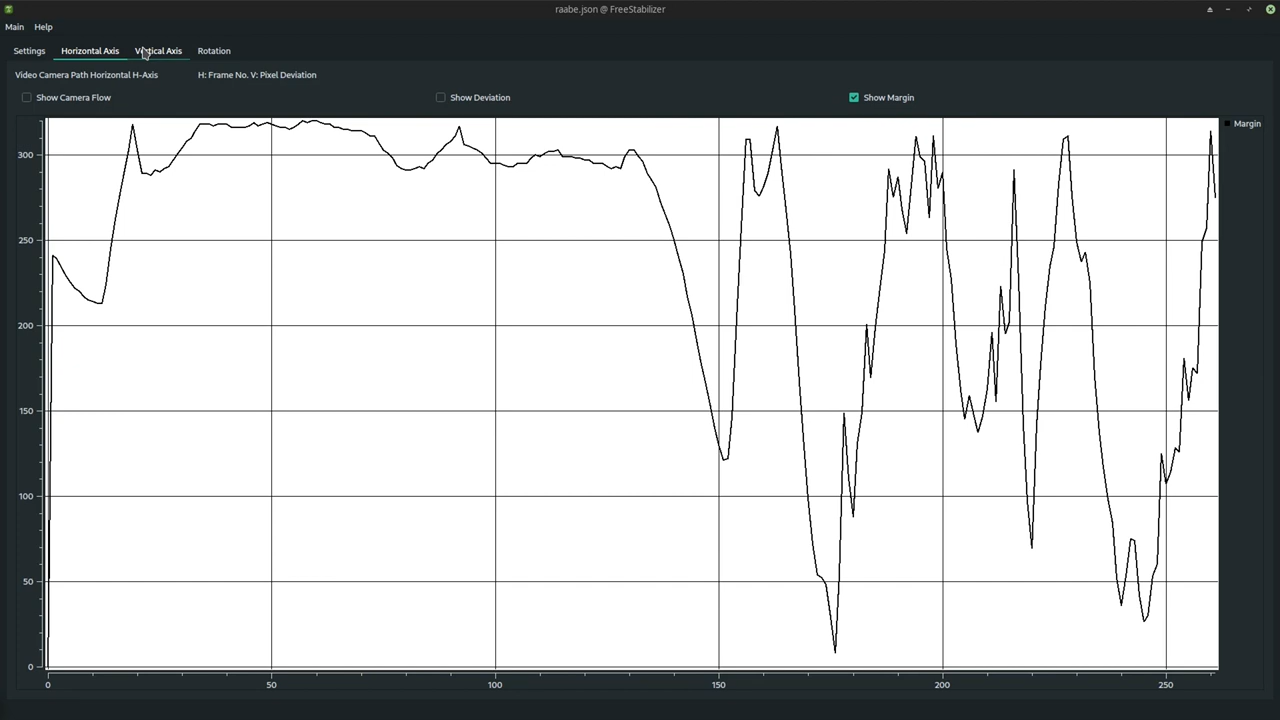 raabe.json @ FreeStabilizer
Main Help
Settings Horizontal Axis Vertical Axis Rotation
Video Camera Path Horizontal H-Axis H: Frame No. V: Pixel Deviation
Show Camera Flow Show Deviation Show Margin
Margin
300
250
200
150
100
50
0
0 50 100 150 200 250